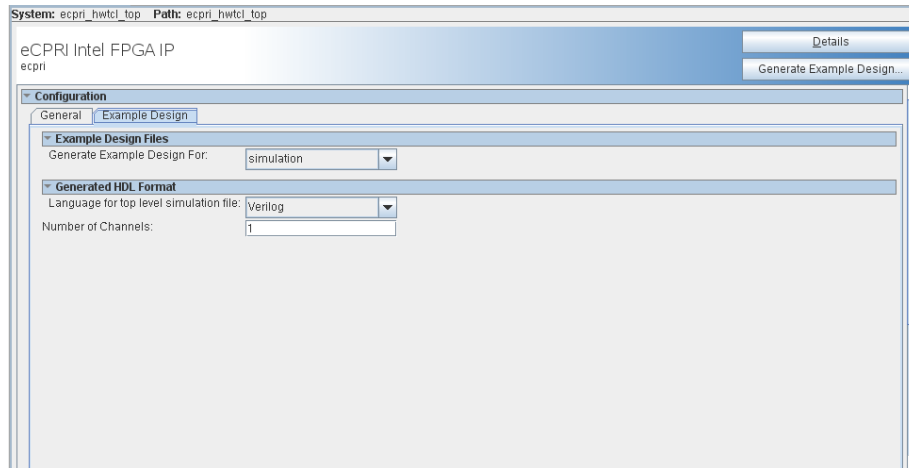 System: ecpri_hwtcl_top Path: ecpri_hwtcl_top
eCPRI Intel FPGA IP
ecpri
Details
Generate Example Design...
Configuration
General Example Design
Example Design Files
Generate Example Design For: simulation
Generated HDL Format
Language for top level simulation file: Verilog
Number of Channels: 1